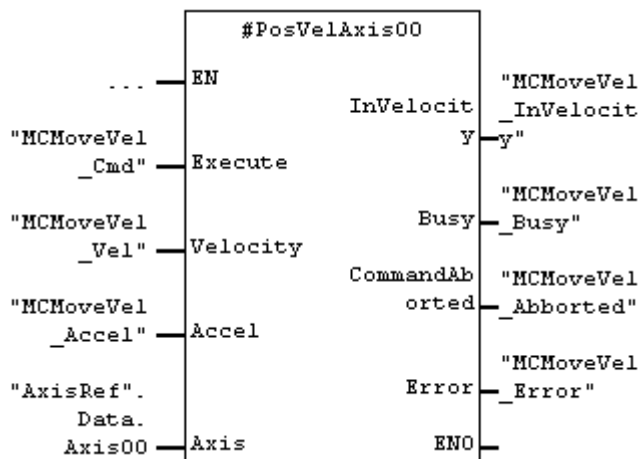 #PosVelAxis00
... EN
"MCMoveVel
InVelocit _InVelocit
"MCMoveVel y y"
_Cmd" Execute
"MCMoveVel
"MCMoveVel Busy _Busy"
_Vel" Velocity
CommandAb "MCMoveVel
"MCMoveVel orted _Abborted"
_Accel" Accel
"MCMoveVel
"AxisRef". Error _Error"
Data.
Axis00 Axis ENO